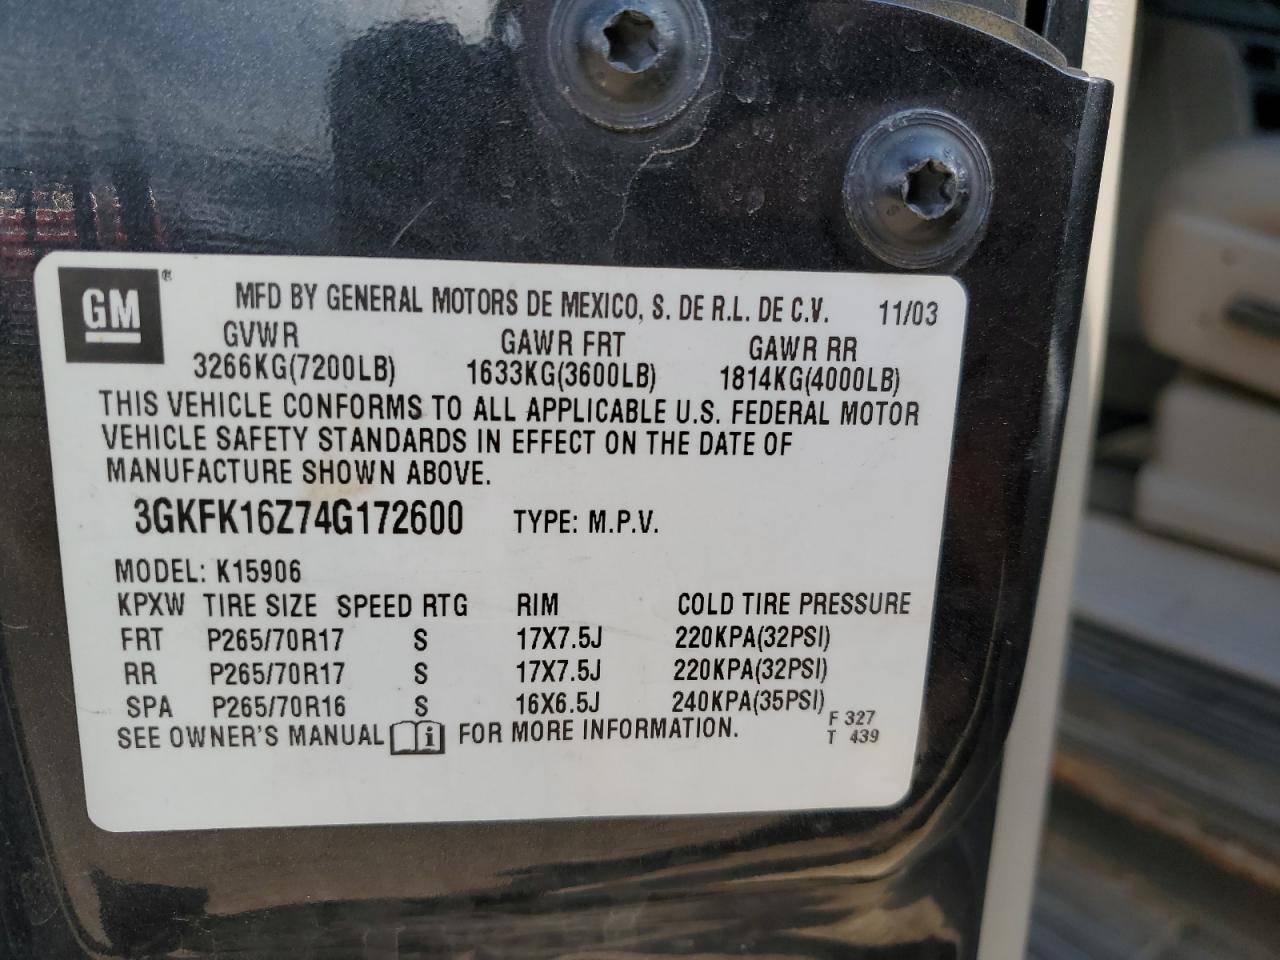 GM ® MFD BY GENERAL MOTORS DE MEXICO, S. DE R.L. DE C.V. 11/03
GVWR GAWR FRT GAWR RR
3266KG(7200LB) 1633KG(3600LB) 1814KG(4000LB)
THIS VEHICLE CONFORMS TO ALL APPLICABLE U.S. FEDERAL MOTOR
VEHICLE SAFETY STANDARDS IN EFFECT ON THE DATE OF
MANUFACTURE SHOWN ABOVE.
3GKFK16Z74G172600 TYPE: M.P.V.
MODEL: K15906
KPXW TIRE SIZE SPEED RTG RIM COLD TIRE PRESSURE
FRT P265/70R17 S 17X7.5J 220KPA(32PSI)
RR P265/70R17 S 17X7.5J 220KPA(32PSI)
SPA P265/70R16 S 16X6.5J 240KPA(35PSI)
SEE OWNER'S MANUAL i FOR MORE INFORMATION.
F 327
T 439